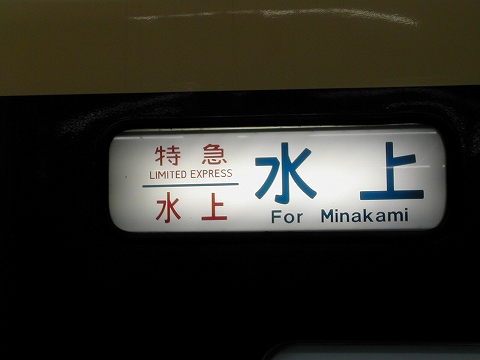 特急
LIMITED EXPRESS
水上
水上
For Minakami